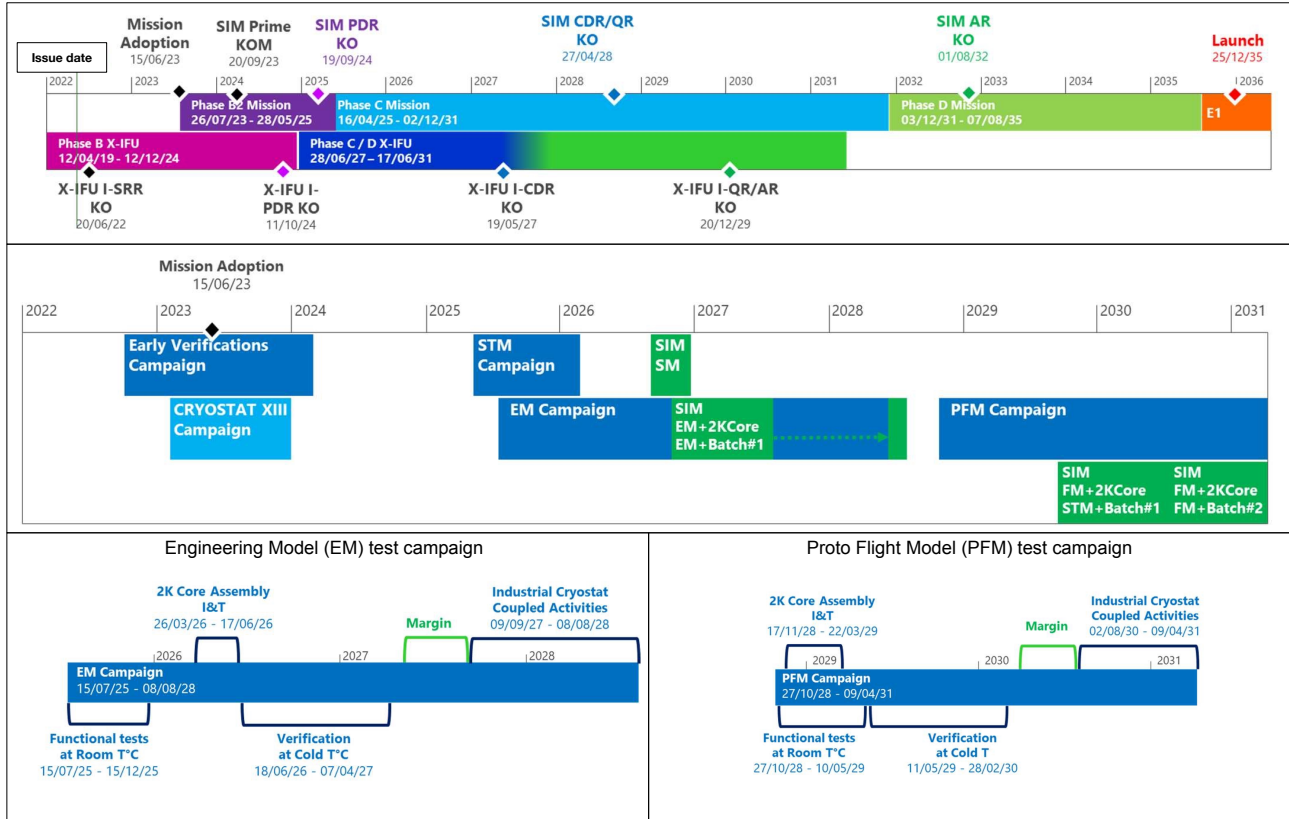 Mission
Adoption
15/06/23
SIM Prime
KOM
20/09/23
SIM PDR
KO
19/09/24
SIM CDR/QR
KO
27/04/28
SIM AR
KO
01/08/32
Launch
25/12/35
Issue date
2022 2023 2024 2025 2026 2027 2028 2029 2030 2031 2032 2033 2034 2035 2036
Phase B2 Mission
26/07/23 - 28/05/25
Phase C Mission
16/04/25 - 02/12/31
Phase D Mission
03/12/31 - 07/08/35
E1
Phase B X-IFU
12/04/19 - 12/12/24
Phase C / D X-IFU
28/06/27 – 17/06/31
X-IFU I-SRR
KO
20/06/22
X-IFU I-
PDR KO
11/10/24
X-IFU I-CDR
KO
19/05/27
X-IFU I-QR/AR
KO
20/12/29
Mission Adoption
15/06/23
2022 2023 2024 2025 2026 2027 2028 2029 2030 2031
Early Verifications
Campaign
STM
Campaign
SIM
SM
CRYOSTAT XIII
Campaign
EM Campaign
SIM
EM+2KCore
EM+Batch#1
PFM Campaign
SIM
FM+2KCore
STM+Batch#1
SIM
FM+2KCore
FM+Batch#2
Engineering Model (EM) test campaign
2K Core Assembly
I&T
26/03/26 - 17/06/26
Margin
Industrial Cryostat
Coupled Activities
09/09/27 - 08/08/28
2026 2027 2028
EM Campaign
15/07/25 - 08/08/28
Functional tests
at Room T°C
15/07/25 - 15/12/25
Verification
at Cold T°C
18/06/26 - 07/04/27
Proto Flight Model (PFM) test campaign
2K Core Assembly
I&T
17/11/28 - 22/03/29
Margin
Industrial Cryostat
Coupled Activities
02/08/30 - 09/04/31
2029 2030 2031
PFM Campaign
27/10/28 - 09/04/31
Functional tests
at Room T°C
27/10/28 - 10/05/29
Verification
at Cold T
11/05/29 - 28/02/30